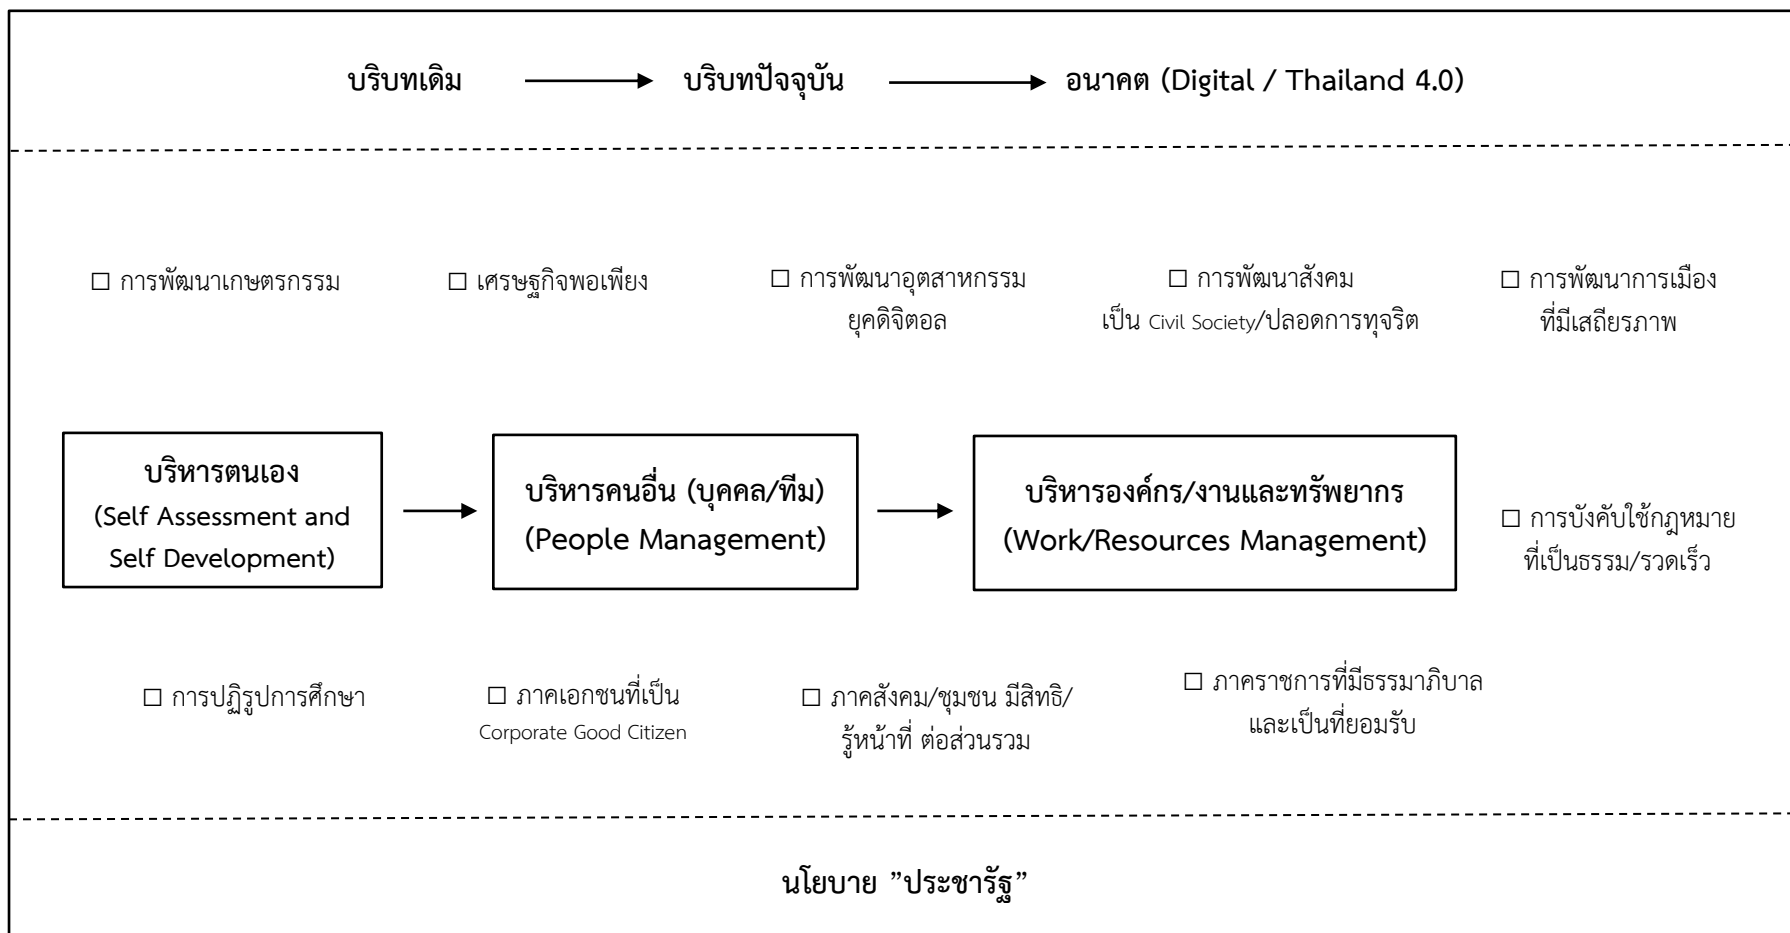 บริบทเดิม บริบทปัจจุบัน อนาคต (Digital / Thailand 4.0)
☐ การพัฒนาเกษตรกรรม
☐ เศรษฐกิจพอเพียง
☐ การพัฒนาอุตสาหกรรม
ยุคดิจิตอล
☐ การพัฒนาสังคม
เป็น Civil Society/ปลอดการทุจริต
☐ การพัฒนาการเมือง
ที่มีเสถียรภาพ
บริหารตนเอง
(Self Assessment and
Self Development)
บริหารคนอื่น (บุคคล/ทีม)
(People Management)
บริหารองค์กร/งานและทรัพยากร
(Work/Resources Management)
☐ การบังคับใช้กฎหมาย
ที่เป็นธรรม/รวดเร็ว
☐ การปฏิรูปการศึกษา
☐ ภาคเอกชนที่เป็น
Corporate Good Citizen
☐ ภาคสังคม/ชุมชน มีสิทธิ/
รู้หน้าที่ ต่อส่วนรวม
☐ ภาคราชการที่มีธรรมาภิบาล
และเป็นที่ยอมรับ
นโยบาย ”ประชารัฐ”